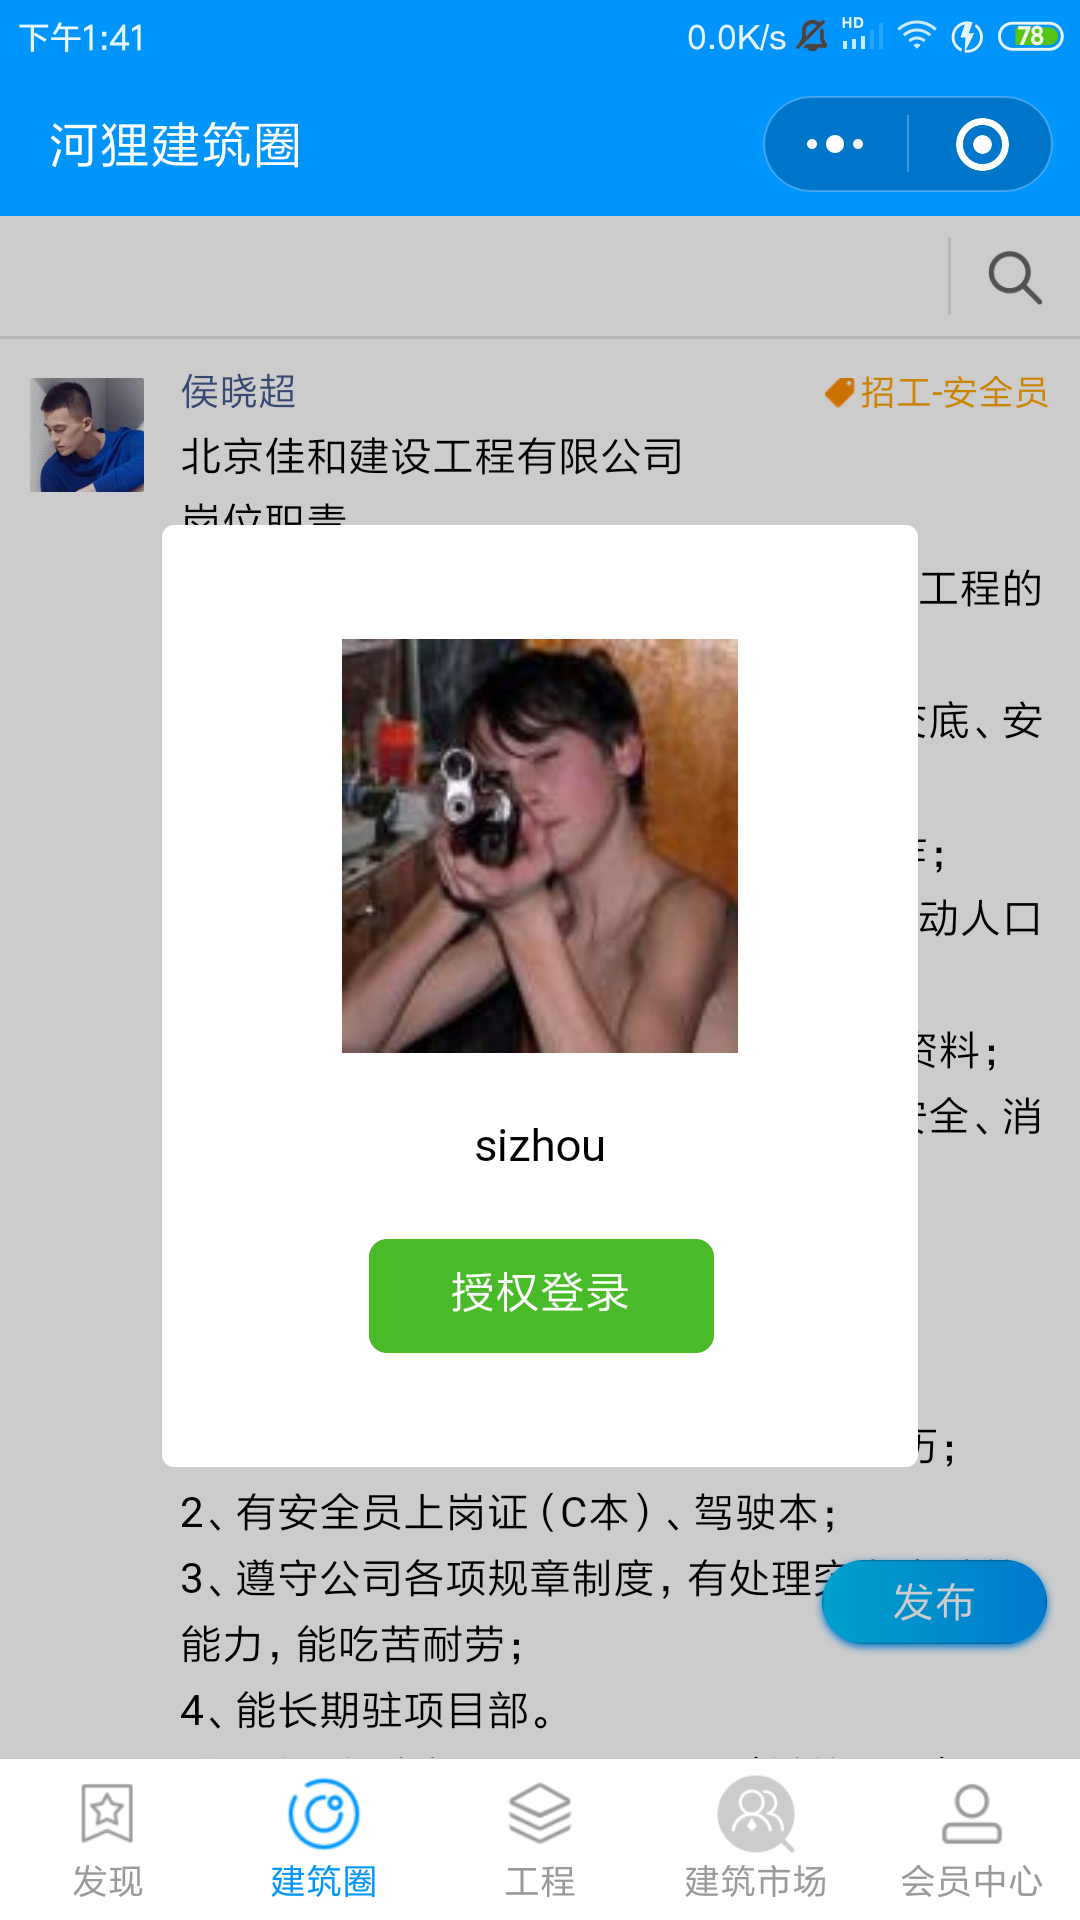 下午1:41
0.0K/s
HD
78
河狸建筑圈
侯晓超
招工-安全员
北京佳和建设工程有限公司
岗位职责
工程的
底、安
;
动人口
资料;
全、消
sizhou
授权登录
历;
2、有安全员上岗证(C本)、驾驶本;
3、遵守公司各项规章制度,有处理突
发布
能力,能吃苦耐劳;
4、能长期驻项目部。
发现
建筑圈
工程
建筑市场
会员中心